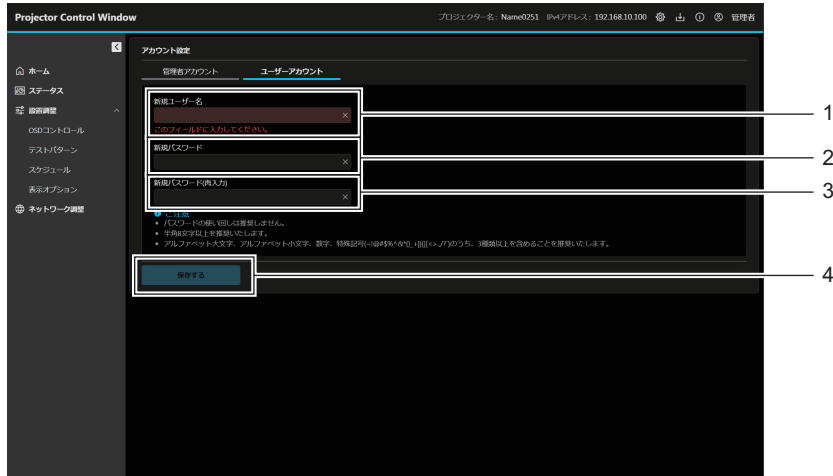 Projector Control Window
プロジェクター名: Name0251 IPv4アドレス: 192.168.10.100 管理者
アカウント設定
管理者アカウント ユーザーアカウント
ホーム
ステータス
設置調整
OSDコントロール
テストパターン
スケジュール
表示オプション
ネットワーク調整
新規ユーザー名
このフィールドに入力してください。
新規パスワード
新規パスワード(再入力)
ご注意
• パスワードの使い回しは推奨しません。
• 半角8文字以上を推奨いたします。
• アルファベット大文字、アルファベット小文字、数字、特殊記号(~!@#$%^&*()_+|{}[]<>.,/?)のうち、3種類以上を含めることを推奨いたします。
保存する
1
2
3
4